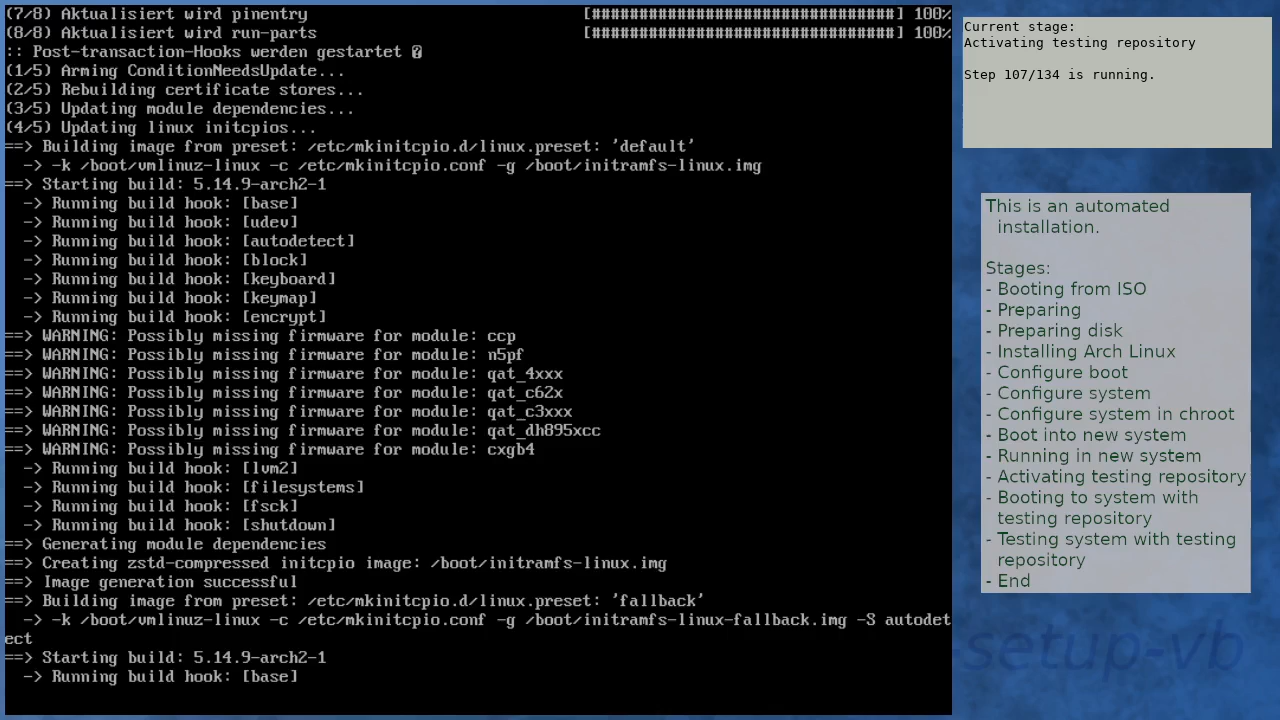 (7/8) Aktualisiert wird pinentry [################################] 100%
(8/8) Aktualisiert wird run-parts [################################] 100%
:: Post-transaction-Hooks werden gestartet �
(1/5) Arming ConditionNeedsUpdate...
(2/5) Rebuilding certificate stores...
(3/5) Updating module dependencies...
(4/5) Updating linux initcpios...
==> Building image from preset: /etc/mkinitcpio.d/linux.preset: 'default'
  -> -k /boot/vmlinuz-linux -c /etc/mkinitcpio.conf -g /boot/initramfs-linux.img
==> Starting build: 5.14.9-arch2-1
  -> Running build hook: [base]
  -> Running build hook: [udev]
  -> Running build hook: [autodetect]
  -> Running build hook: [block]
  -> Running build hook: [keyboard]
  -> Running build hook: [keymap]
  -> Running build hook: [encrypt]
==> WARNING: Possibly missing firmware for module: ccp
==> WARNING: Possibly missing firmware for module: n5pf
==> WARNING: Possibly missing firmware for module: qat_4xxx
==> WARNING: Possibly missing firmware for module: qat_c62x
==> WARNING: Possibly missing firmware for module: qat_c3xxx
==> WARNING: Possibly missing firmware for module: qat_dh895xcc
==> WARNING: Possibly missing firmware for module: cxgb4
  -> Running build hook: [lvm2]
  -> Running build hook: [filesystems]
  -> Running build hook: [fsck]
  -> Running build hook: [shutdown]
==> Generating module dependencies
==> Creating zstd-compressed initcpio image: /boot/initramfs-linux.img
==> Image generation successful
==> Building image from preset: /etc/mkinitcpio.d/linux.preset: 'fallback'
  -> -k /boot/vmlinuz-linux -c /etc/mkinitcpio.conf -g /boot/initramfs-linux-fallback.img -S autodet
ect
==> Starting build: 5.14.9-arch2-1
  -> Running build hook: [base]
Current stage:
Activating testing repository
Step 107/134 is running.
This is an automated
installation.
Stages:
- Booting from ISO
- Preparing
- Preparing disk
- Installing Arch Linux
- Configure boot
- Configure system
- Configure system in chroot
- Boot into new system
- Running in new system
- Activating testing repository
- Booting to system with
testing repository
- Testing system with testing
repository
- End
-setup-vb